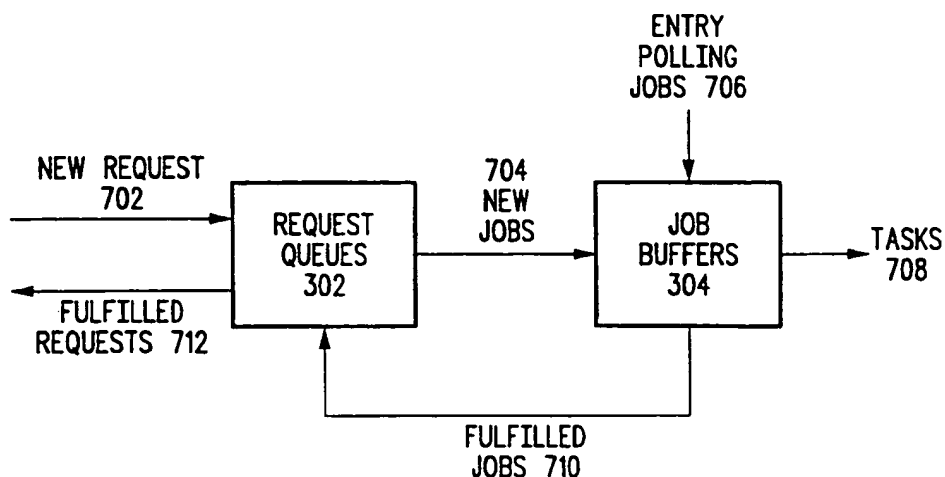 ENTRY
POLLING
JOBS 706
NEW REQUEST
702
704
NEW
JOBS
REQUEST
QUEUES
302
JOB
BUFFERS
304
TASKS
708
FULFILLED
REQUESTS 712
FULFILLED
JOBS 710